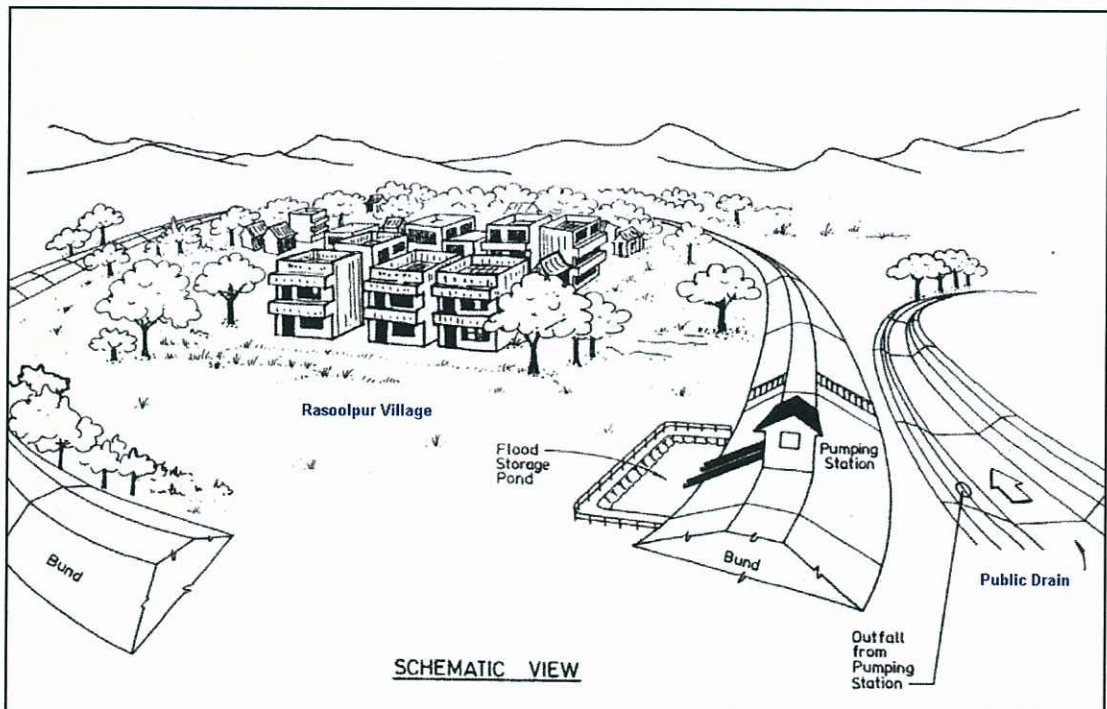 Rasoolpur Village
Flood
Storage
Pond
Pumping
Station
Bund
Bund
Public Drain
Outfall
from
Pumping
Station
SCHEMATIC VIEW